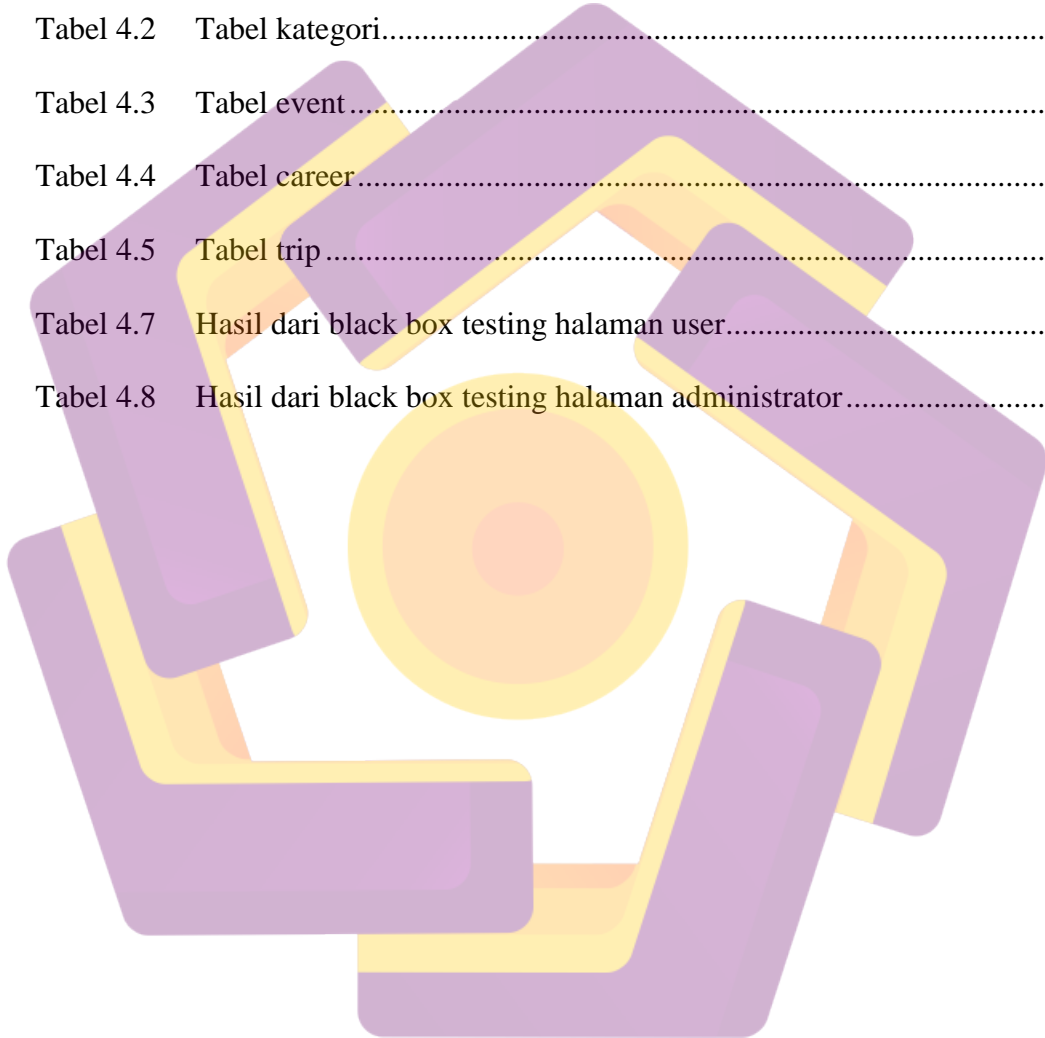 Tabel 4.2 Tabel kategori..................................................................................
Tabel 4.3 Tabel event......................................................................................
Tabel 4.4 Tabel career.....................................................................................
Tabel 4.5 Tabel trip.........................................................................................
Tabel 4.7 Hasil dari black box testing halaman user.......................................
Tabel 4.8 Hasil dari black box testing halaman administrator........................